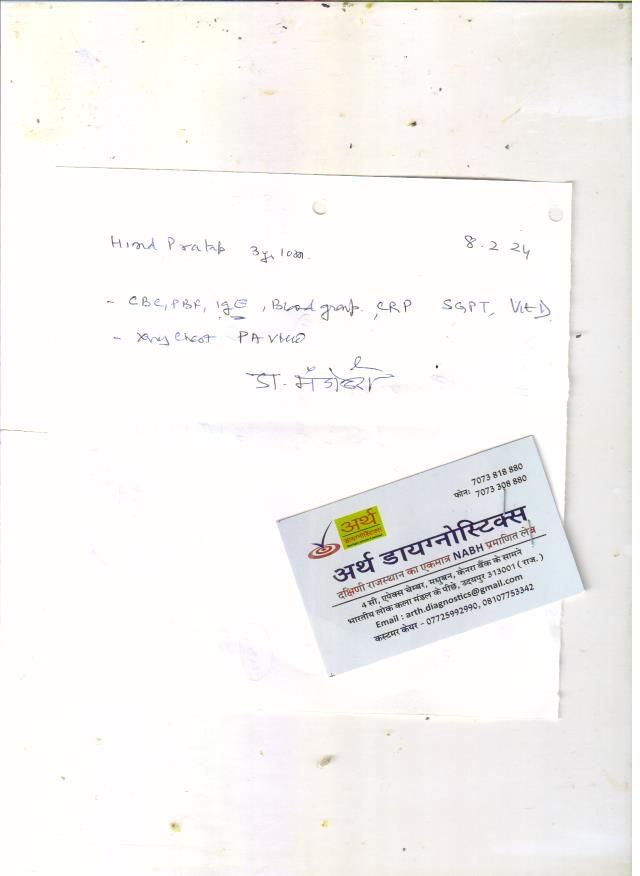 Hind Pratap 3y. 10m. 8.2.24
- CBC, PBF, IgE, Blood group, CRP SGPT, Vit D
- Xray Chest PA view
डा.
7073 818 880
फोन: 7073 308 880
अर्थ
डायग्नोस्टिक्स
अर्थ डायग्नोस्टिक्स
दक्षिणी राजस्थान का एकमात्र NABH प्रमाणित लेब
4 सी, एपेक्स चेम्बर, मधुबन, केनरा बैंक के सामने
भारतीय लोक कला मंडल के पीछे, उदयपुर 313001 ( राज. )
Email : arth.diagnostics@gmail.com
कस्टमर केयर - 07725992990, 08107753342